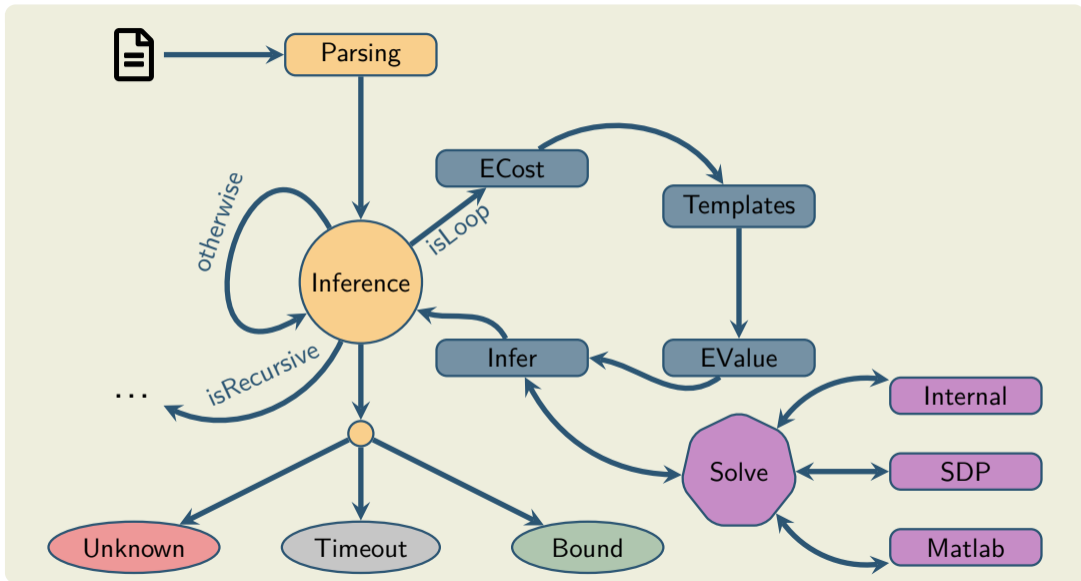 Parsing
ECost
Templates
otherwise
isLoop
Inference
Infer
EValue
isRecursive
...
Internal
Solve
SDP
Unknown
Timeout
Bound
Matlab